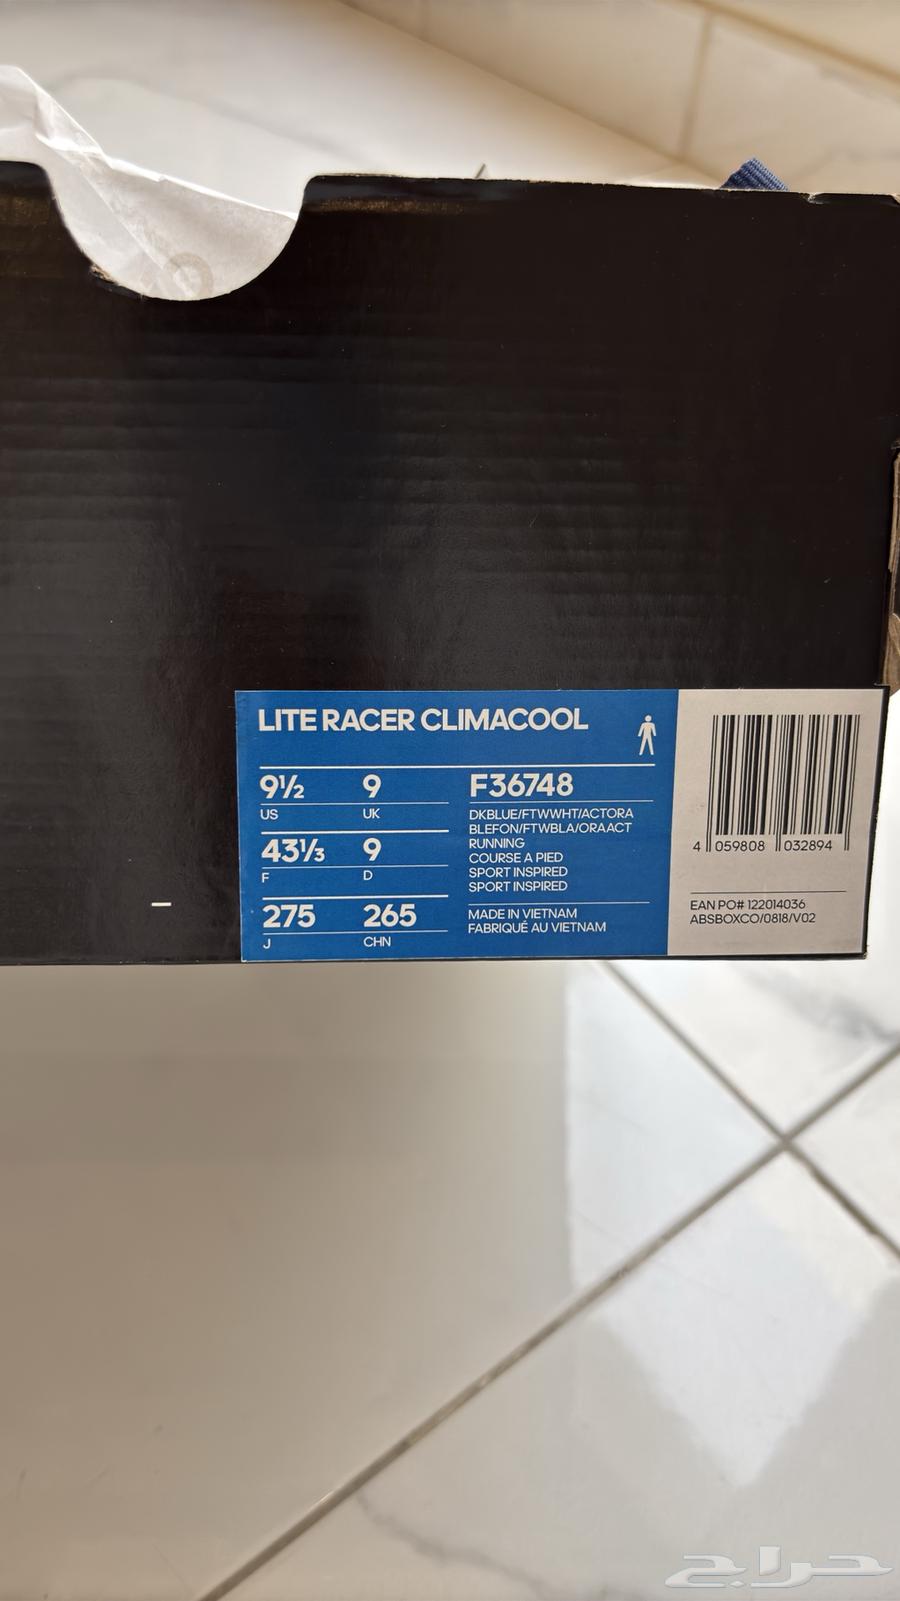 LITE RACER CLIMACOOL
9½ 9
US UK
43⅓ 9
F D
275 265
J CHN
F36748
DKBLUE/FTWWHT/ACTORA
BLEFON/FTWBLA/ORAACT
RUNNING
COURSE A PIED
SPORT INSPIRED
SPORT INSPIRED
MADE IN VIETNAM
FABRIQUÉ AU VIETNAM
4 059808 032894
EAN PO# 122014036
ABSBOXCO/0818/V02
حراج